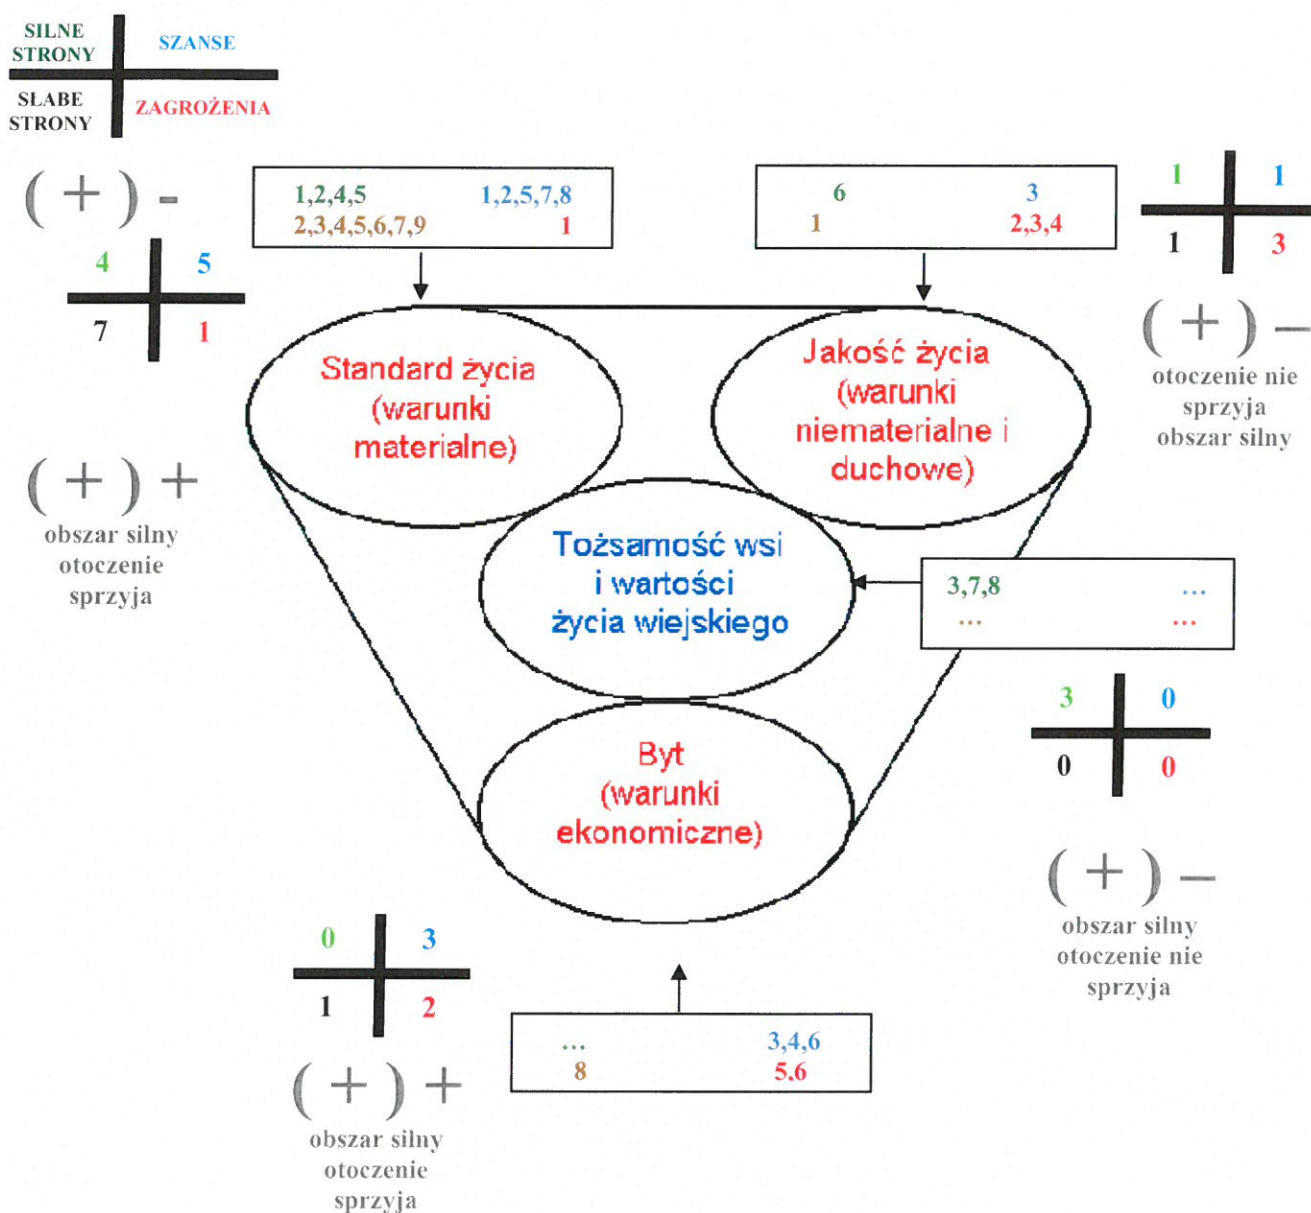 SILNE
STRONY
SZANSE
SŁABE
STRONY
ZAGROŻENIA
( + ) -
4 5
7 1
1,2,4,5 1,2,5,7,8
2,3,4,5,6,7,9 1
6 3
1 2,3,4
1 1
1 3
( + ) –
otoczenie nie
sprzyja
obszar silny
Standard życia
(warunki
materialne)
Jakość życia
(warunki
niematerialne i
duchowe)
( + ) +
obszar silny
otoczenie
sprzyja
Tożsamość wsi
i wartości
życia wiejskiego
3,7,8 ...
... ...
3 0
0 0
( + ) –
obszar silny
otoczenie nie
sprzyja
Byt
(warunki
ekonomiczne)
0 3
1 2
( + ) +
obszar silny
otoczenie
sprzyja
... 3,4,6
8 5,6